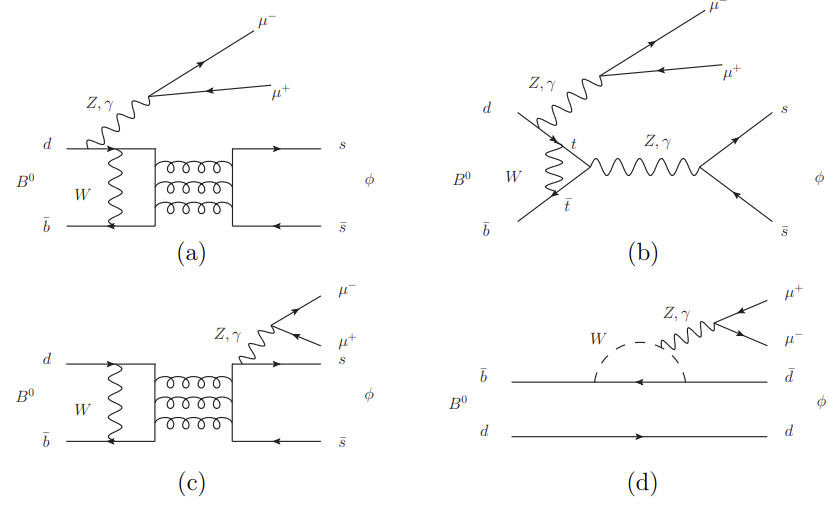 μ⁻
μ⁺
Z, γ
d
s
B⁰
W
ϕ
b̄
s̄
(a)
μ⁻
μ⁺
Z, γ
d
s
t
Z, γ
B⁰
W
ϕ
t̄
b̄
s̄
(b)
μ⁻
Z, γ
μ⁺
d
s
B⁰
W
ϕ
b̄
s̄
(c)
μ⁺
Z, γ
W
μ⁻
b̄
d̄
B⁰
ϕ
d
d
(d)